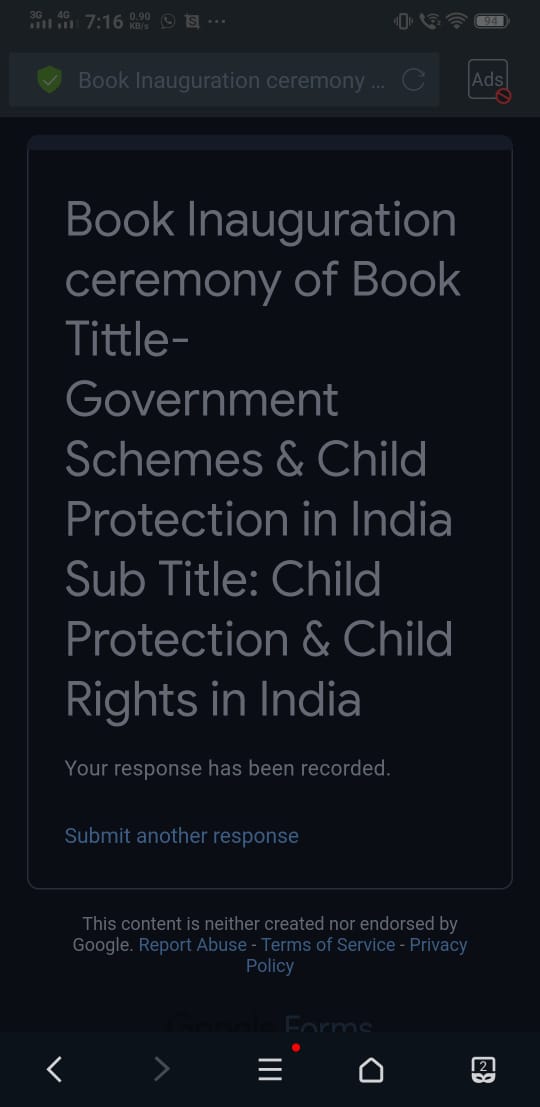 3G 4G 7:16 0.90 KB/s 94
Book Inauguration ceremony ... Ads
Book Inauguration
ceremony of Book
Tittle-
Government
Schemes & Child
Protection in India
Sub Title: Child
Protection & Child
Rights in India
Your response has been recorded.
Submit another response
This content is neither created nor endorsed by
Google. Report Abuse - Terms of Service - Privacy
Policy
Google Forms
2